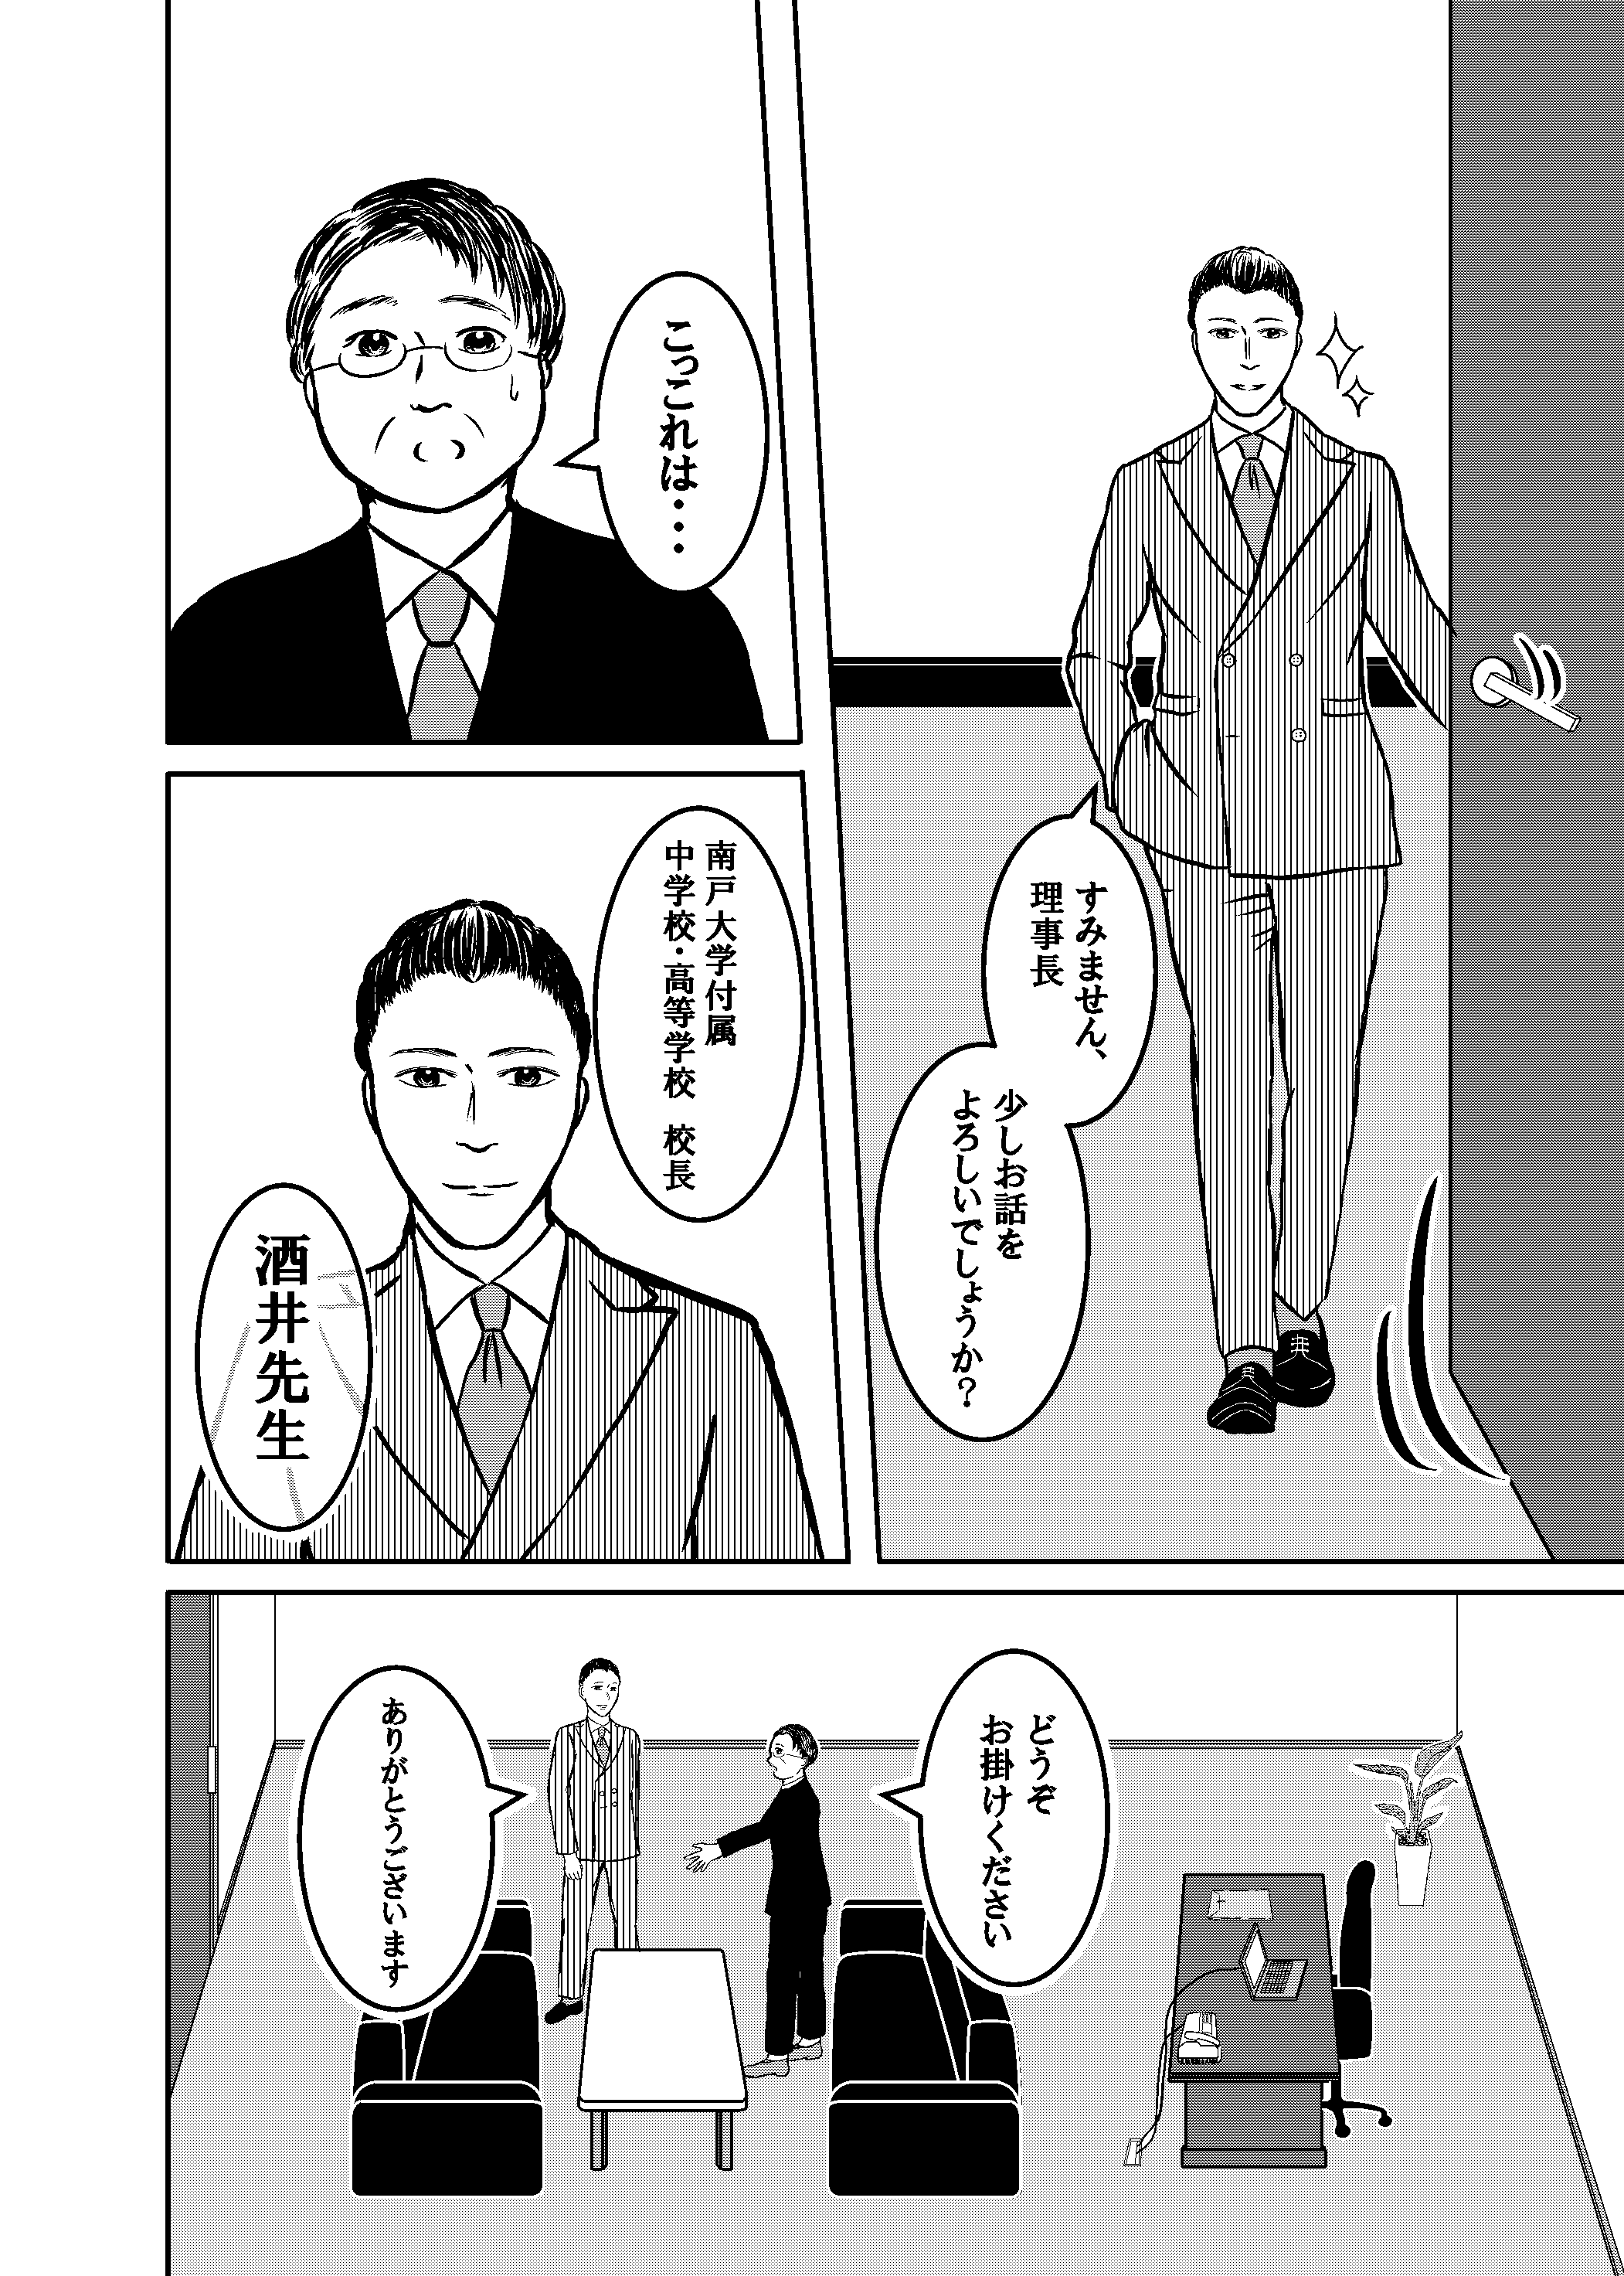 すみません、
理事長
少しお話を
よろしいでしょうか？
こっこれは・・・
南戸大学付属
中学校・高等学校　校長
酒井先生
どうぞ
お掛けください
ありがとうございます